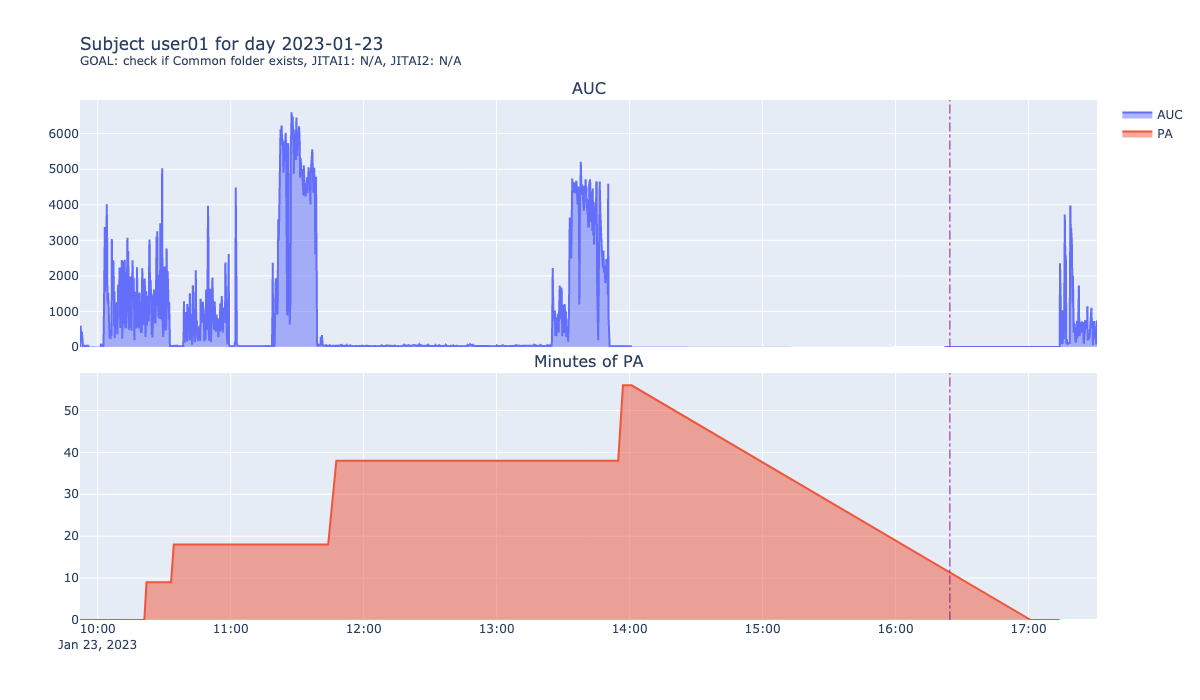 Subject user01 for day 2023-01-23
GOAL: check if Common folder exists, JITAI1: N/A, JITAI2: N/A
AUC
6000
5000
4000
3000
2000
1000
0
AUC
PA
Minutes of PA
50
40
30
20
10
0
10:00 11:00 12:00 13:00 14:00 15:00 16:00 17:00
Jan 23, 2023